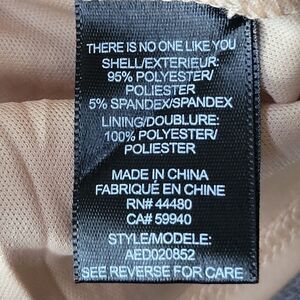 THERE IS NO ONE LIKE YOU
SHELL/EXTERIEUR:
95% POLYESTER/
POLIESTER
5% SPANDEX/SPANDEX
LINING/DOUBLURE:
100% POLYESTER/
POLIESTER
MADE IN CHINA
FABRIQUÉ EN CHINE
RN# 44480
CA# 59940
STYLE/MODELE:
AED020852
SEE REVERSE FOR CARE